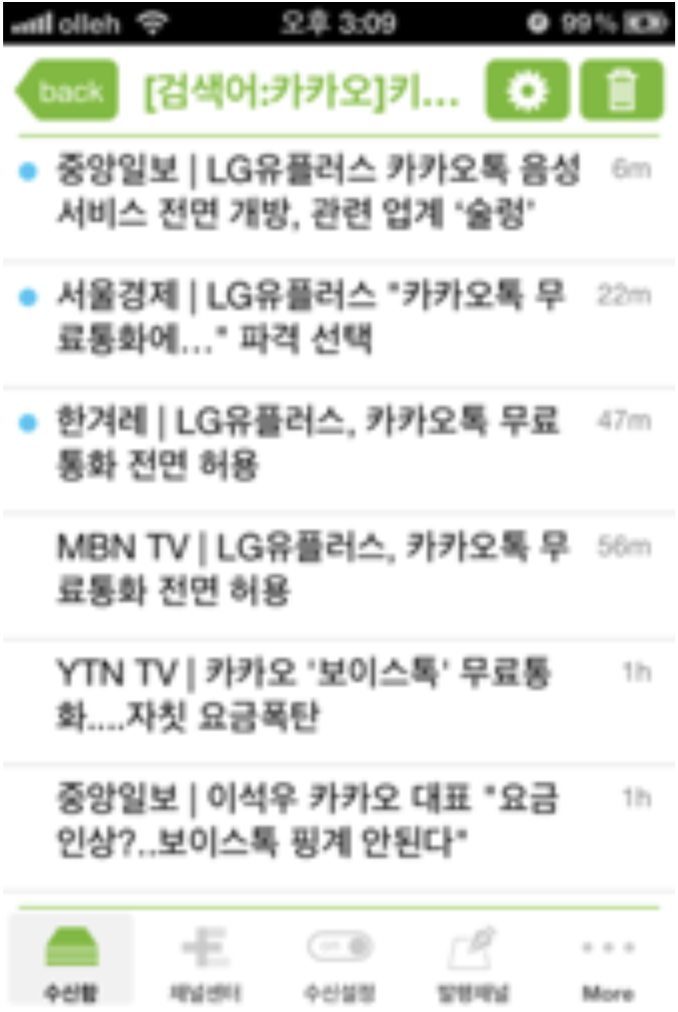 olleh 오후 3:09 99%
back [검색어:카카오]키...
중앙일보 | LG유플러스 카카오톡 음성 6m
서비스 전면 개방, 관련 업계 '술렁'
서울경제 | LG유플러스 "카카오톡 무 22m
료통화에..." 파격 선택
한겨레 | LG유플러스, 카카오톡 무료 47m
통화 전면 허용
MBN TV | LG유플러스, 카카오톡 무 56m
료통화 전면 허용
YTN TV | 카카오 '보이스톡' 무료통 1h
화....자칫 요금폭탄
중앙일보 | 이석우 카카오 대표 "요금 1h
인상?..보이스톡 핑계 안된다"
수신함 채널센터 수신설정 발행채널 More